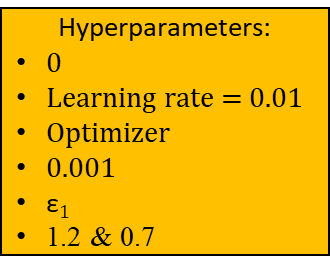 Hyperparameters:
• 0
• Learning rate = 0.01
• Optimizer
• 0.001
• ε₁
• 1.2 & 0.7